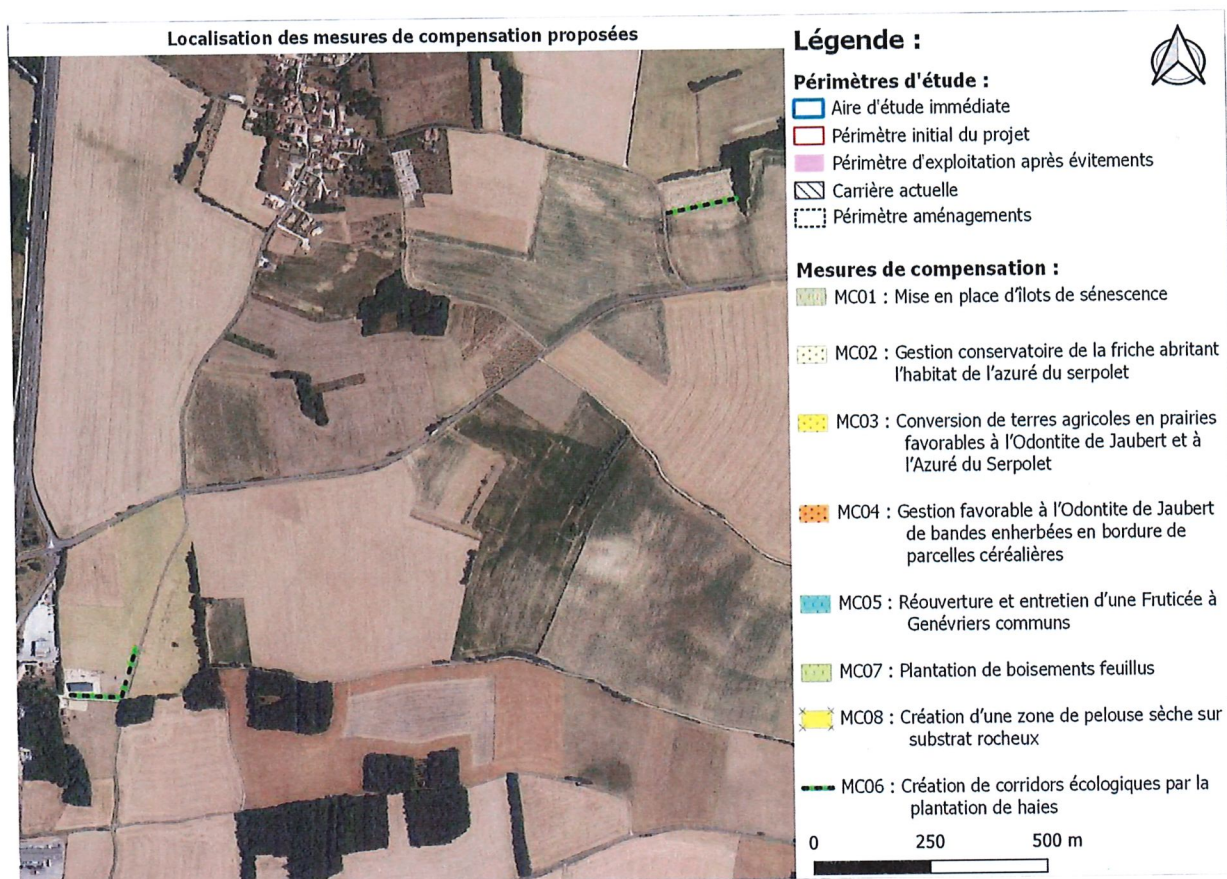 Localisation des mesures de compensation proposées
Légende :
Périmètres d'étude :
Aire d'étude immédiate
Périmètre initial du projet
Périmètre d'exploitation après évitements
Carrière actuelle
Périmètre aménagements
Mesures de compensation :
MC01 : Mise en place d'îlots de sénescence
MC02 : Gestion conservatoire de la friche abritant
l'habitat de l'azuré du serpolet
MC03 : Conversion de terres agricoles en prairies
favorables à l'Odontite de Jaubert et à
l'Azuré du Serpolet
MC04 : Gestion favorable à l'Odontite de Jaubert
de bandes enherbées en bordure de
parcelles céréalières
MC05 : Réouverture et entretien d'une Fruticée à
Genévriers communs
MC07 : Plantation de boisements feuillus
MC08 : Création d'une zone de pelouse sèche sur
substrat rocheux
MC06 : Création de corridors écologiques par la
plantation de haies
0 250 500 m